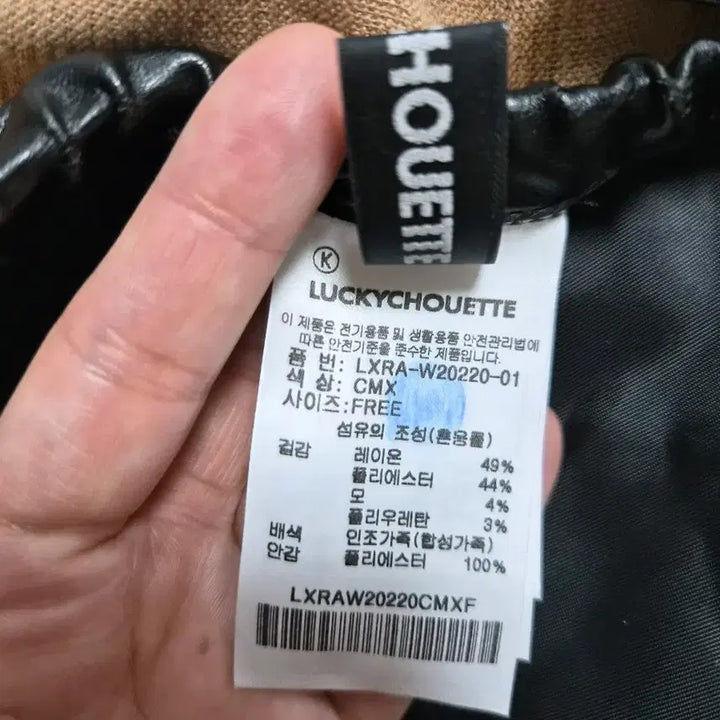 HOUETTE
K
LUCKYCHOUETTE
이 제품은 전기용품 및 생활용품 안전관리법에
따른 안전기준을 준수한 제품입니다.
품 번: LXRA-W20220-01
색 상: CMX
사이즈:FREE
섬유의 조성(혼용률)
겉감 레이온 49%
폴리에스터 44%
모 4%
폴리우레탄 3%
배색 인조가죽(합성가죽)
안감 폴리에스터 100%
LXRAW20220CMXF